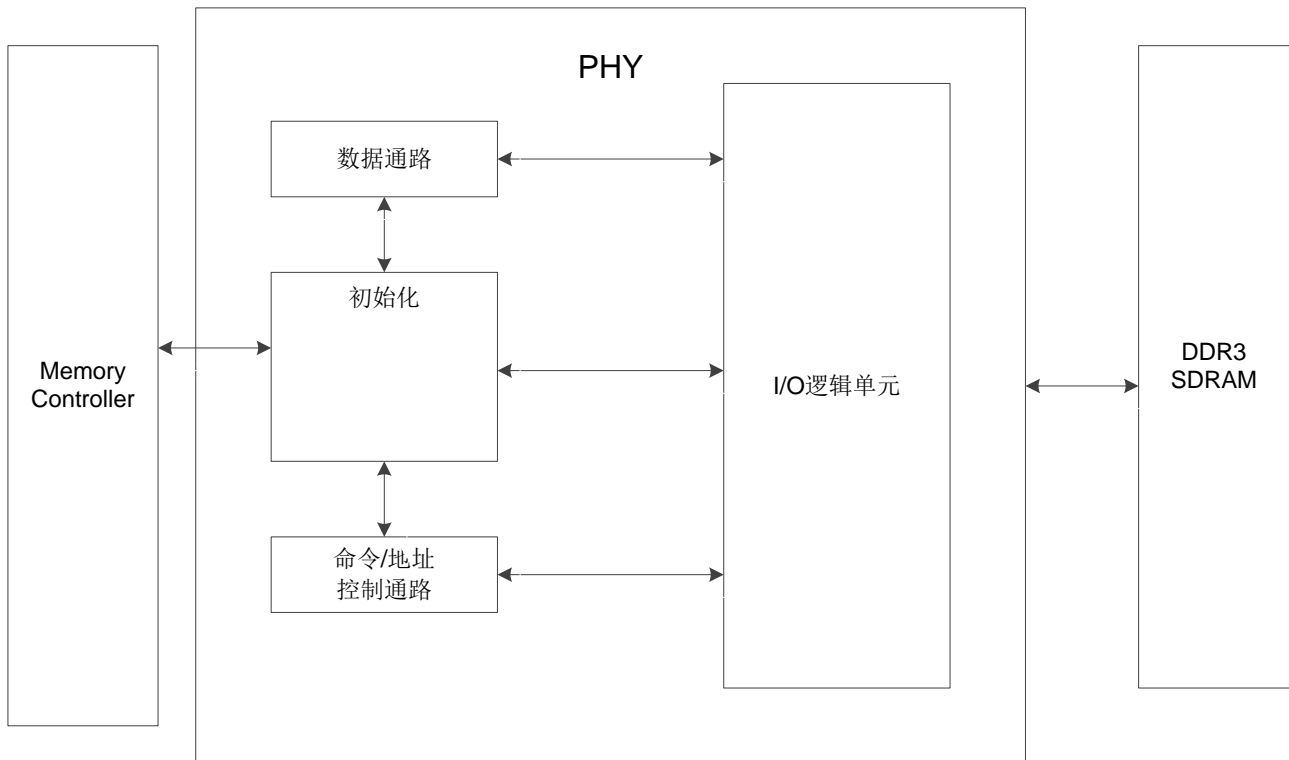 PHY
Memory
Controller
数据通路
初始化
命令/地址
控制通路
I/O逻辑单元
DDR3
SDRAM